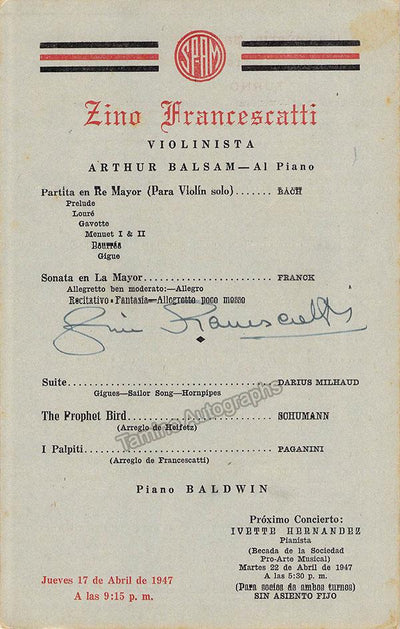 SPAM
Zino Francescatti
VIOLINISTA
ARTHUR BALSAM—Al Piano
Partita en Re Mayor (Para Violín solo) ...... BACH
Prelude
Louré
Gavotte
Menuet I & II
Bourrée
Gigue
Sonata en La Mayor ...................... FRANCK
Allegretto ben moderato:—Allegro
Recitativo - Fantasia—Allegretto poco mosso
Zino Francescatti
Suite ...................... DARIUS MILHAUD
Gigues—Sailor Song—Hornpipes
The Prophet Bird ...................... SCHUMANN
(Arreglo de Heifetz)
Tamino Autographs
I Palpiti ...................... PAGANINI
(Arreglo de Francescatti)
Piano BALDWIN
Próximo Concierto:
IVETTE HERNANDEZ
Pianista
(Becada de la Sociedad
Pro-Arte Musical)
Martes 22 de Abril de 1947
A las 5:30 p. m.
(Para socios de ambos turnos)
SIN ASIENTO FIJO
Jueves 17 de Abril de 1947
A las 9:15 p. m.